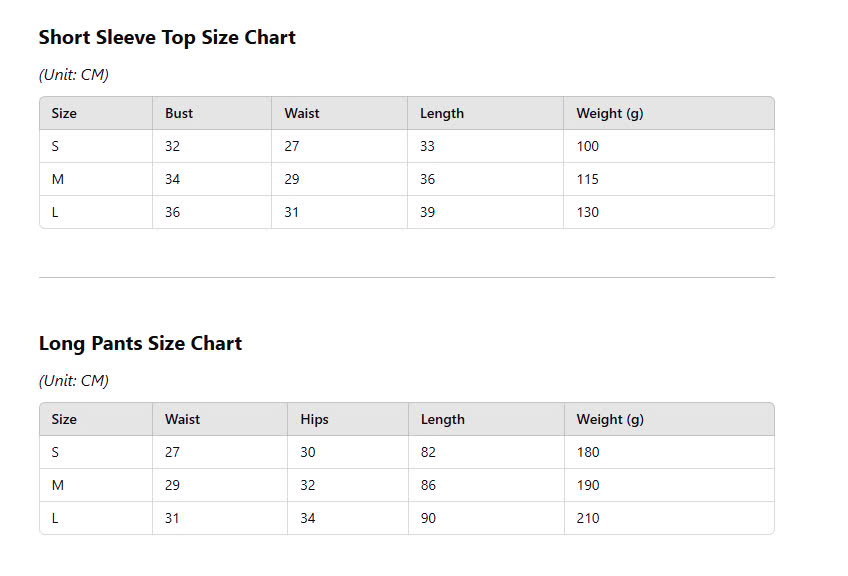 Short Sleeve Top Size Chart
(Unit: CM)
Size Bust Waist Length Weight (g)
S 32 27 33 100
M 34 29 36 115
L 36 31 39 130
Long Pants Size Chart
(Unit: CM)
Size Waist Hips Length Weight (g)
S 27 30 82 180
M 29 32 86 190
L 31 34 90 210